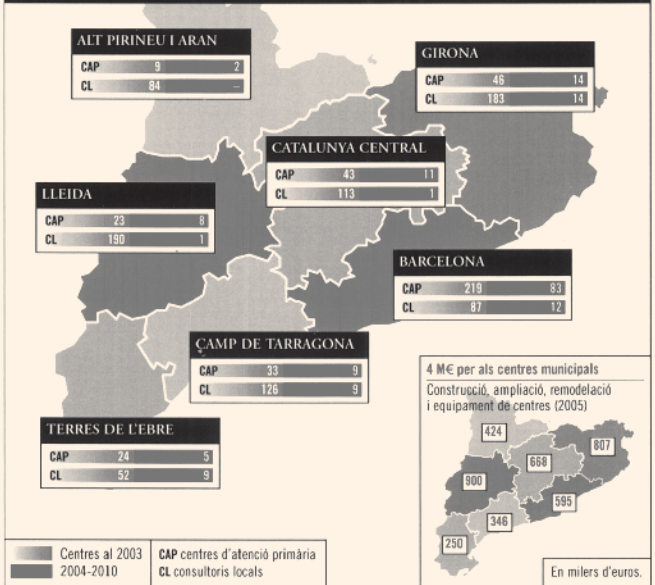 ALT PIRINEU I ARAN
CAP 9 2
CL 84 –
GIRONA
CAP 46 14
CL 183 14
CATALUNYA CENTRAL
CAP 43 11
CL 113 1
LLEIDA
CAP 23 8
CL 190 1
BARCELONA
CAP 219 83
CL 87 12
CAMP DE TARRAGONA
CAP 33 9
CL 126 9
TERRES DE L'EBRE
CAP 24 5
CL 52 9
4 M€ per als centres municipals
Construcció, ampliació, remodelació
i equipament de centres (2005)
424
807
668
900
595
346
250
En milers d'euros.
Centres al 2003
2004-2010
CAP centres d'atenció primària
CL consultoris locals